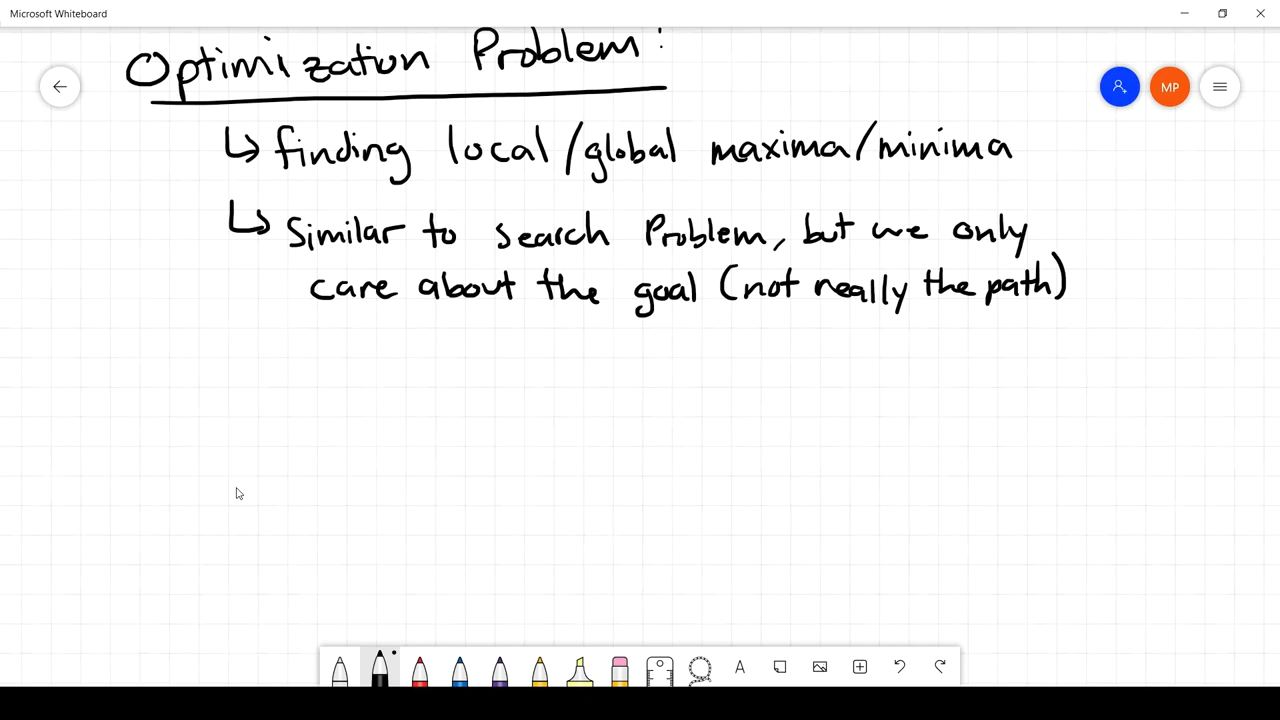 Microsoft Whiteboard
Optimization Problem:
MP
↳ finding local/global maxima/minima
↳ Similar to search Problem, but we only
care about the goal (not really the path)
A